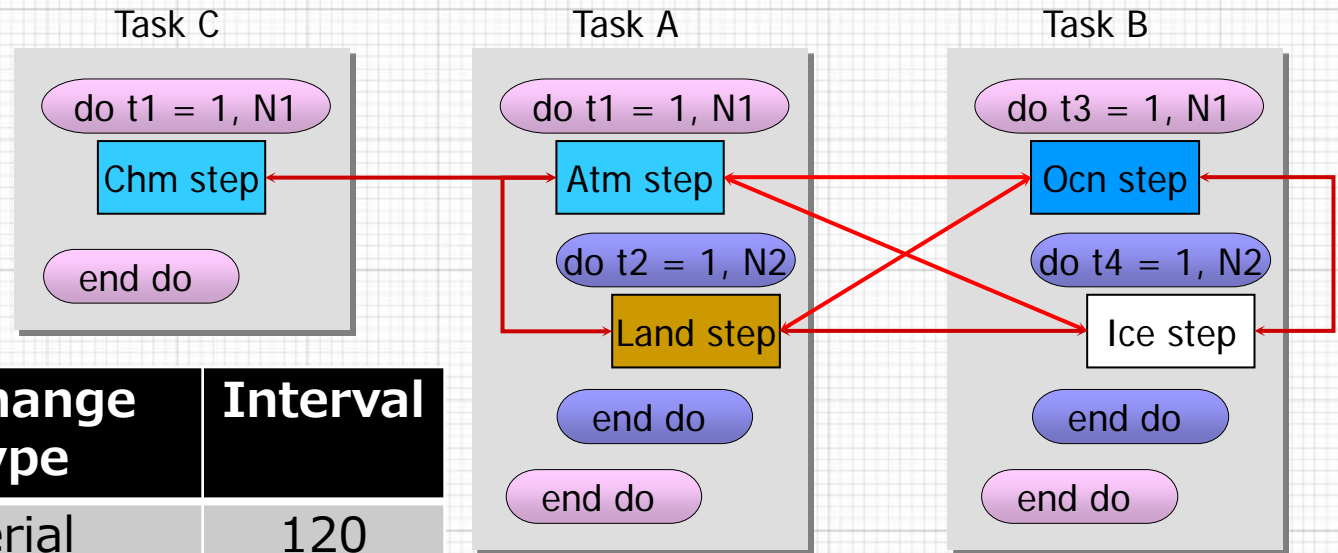 Task C
do t1 = 1, N1
Chm step
end do
Task A
do t1 = 1, N1
Atm step
do t2 = 1, N2
Land step
end do
end do
Task B
do t3 = 1, N1
Ocn step
do t4 = 1, N2
Ice step
end do
end do
Interval
120